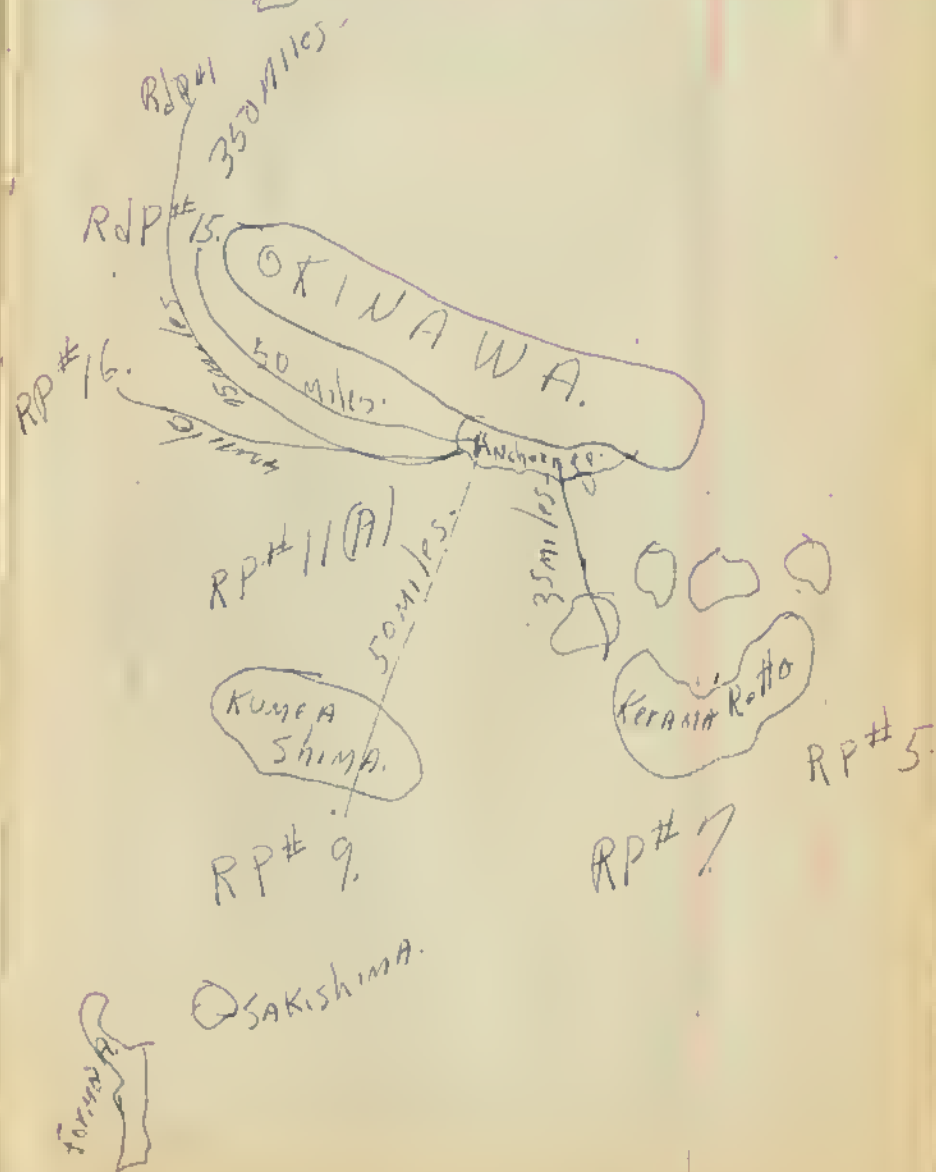 RdP#1
350 Miles.
RdP#15.
OKINAWA.
50 Miles.
RP#16.
Anchorage.
RP#11(A)
50 Miles.
35 Miles
KUMEA
ShIMA.
KerAMA RettO
RP#5.
RP#9.
RP#7
SAKIShIMA.
FORMOSA